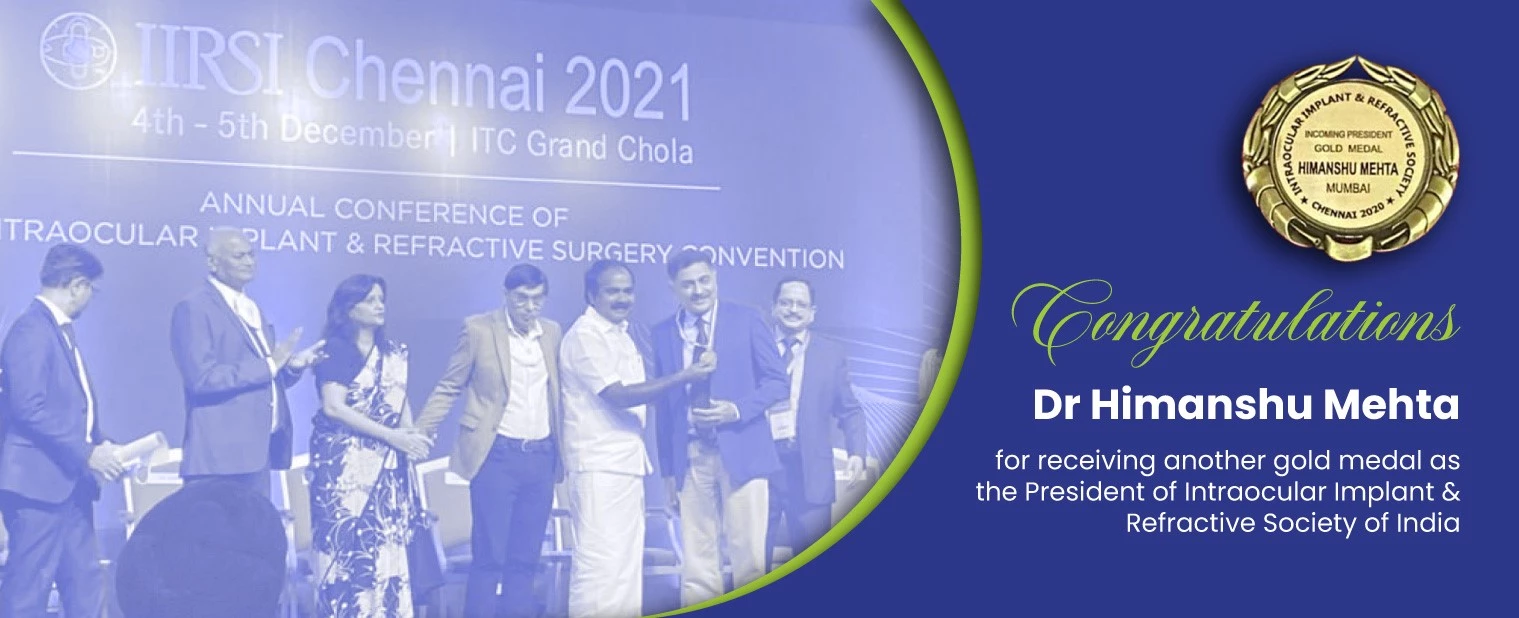 IIRSI Chennai 2021
4th - 5th December | ITC Grand Chola
ANNUAL CONFERENCE OF
NTRAOCULAR IMPLANT & REFRACTIVE SURGERY CONVENTION
INTRAOCULAR IMPLANT & REFRACTIVE SOCIETY
INCOMING PRESIDENT
GOLD MEDAL
HIMANSHU MEHTA
MUMBAI
★ CHENNAI 2020 ★
Congratulations
Dr Himanshu Mehta
for receiving another gold medal as
the President of Intraocular Implant &
Refractive Society of India